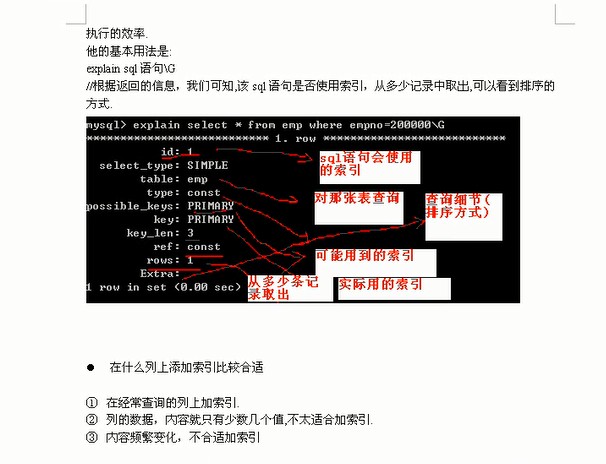 执行的效率.
他的基本用法是:
explain sql 语句\G
//根据返回的信息，我们可知,该 sql 语句是否使用索引，从多少记录中取出,可以看到排序的
方式.
mysql> explain select * from emp where empno=200000\G
*************************** 1. row ***************************
id: 1
select_type: SIMPLE
table: emp
type: const
possible_keys: PRIMARY
key: PRIMARY
key_len: 3
ref: const
rows: 1
Extra:
1 row in set (0.00 sec)
sql语句会使用
的索引
对那张表查询
查询细节(
排序方式)
可能用到的索引
从多少条记
录取出
实际用的索引
● 在什么列上添加索引比较合适
① 在经常查询的列上加索引.
② 列的数据，内容就只有少数几个值,不太适合加索引.
③ 内容频繁变化，不合适加索引